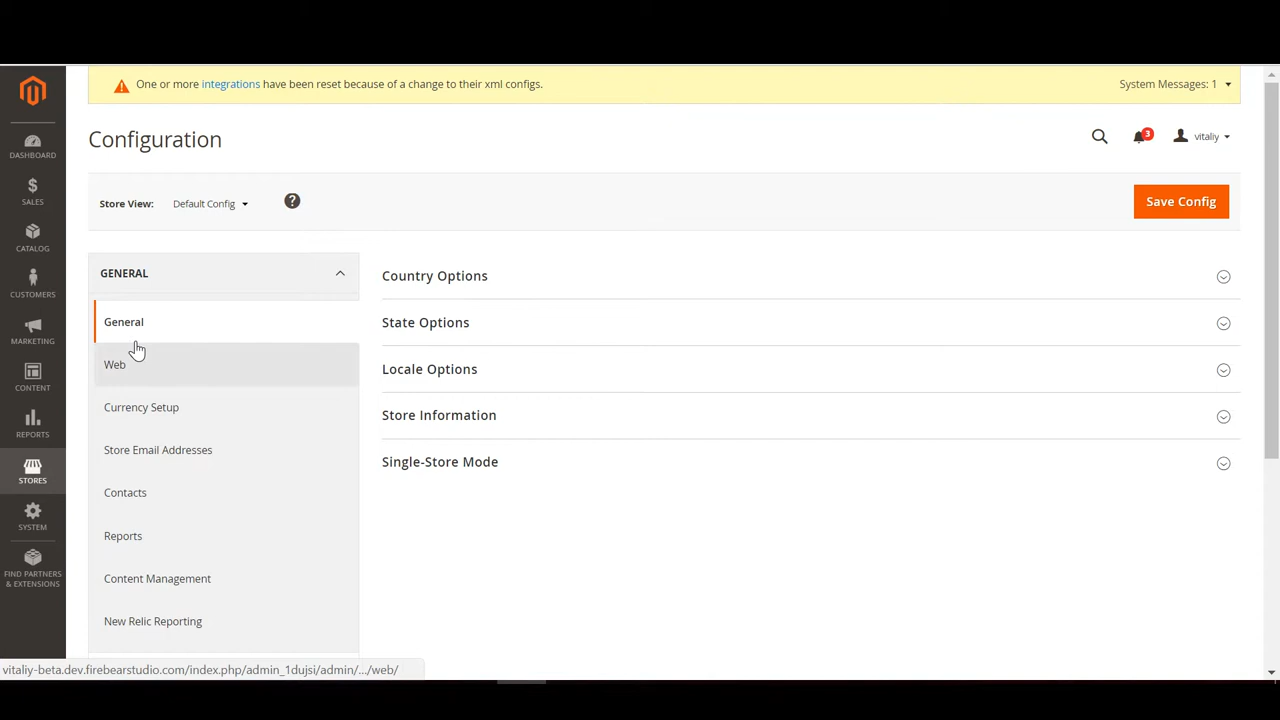 One or more integrations have been reset because of a change to their xml configs.
System Messages: 1
Configuration
3
vitaliy
DASHBOARD
SALES
CATALOG
CUSTOMERS
MARKETING
CONTENT
REPORTS
STORES
SYSTEM
FIND PARTNERS
& EXTENSIONS
Store View:
Default Config
?
Save Config
GENERAL
General
Web
Currency Setup
Store Email Addresses
Contacts
Reports
Content Management
New Relic Reporting
Country Options
State Options
Locale Options
Store Information
Single-Store Mode
vitaliy-beta.dev.firebearstudio.com/index.php/admin_1dujsi/admin/.../web/